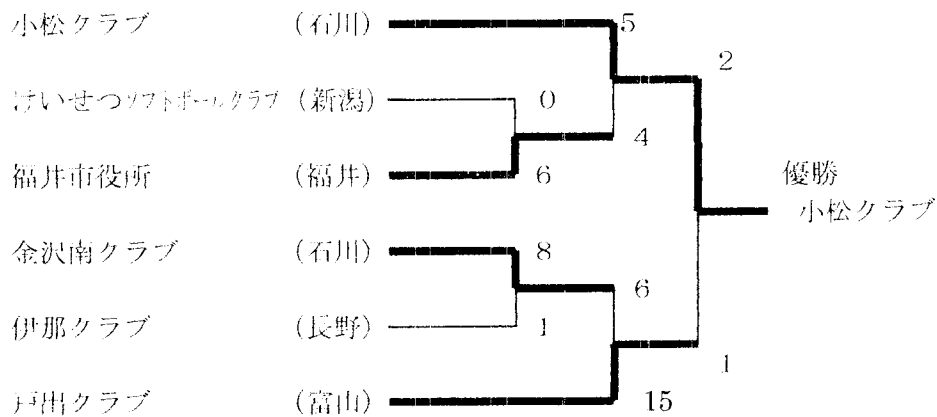 小松クラブ (石川) 5
2
けいせつソフトボールクラブ (新潟) 0
4
福井市役所 (福井) 6
優勝
小松クラブ
金沢南クラブ (石川) 8
6
伊那クラブ (長野) 1
1
戸出クラブ (富山) 15